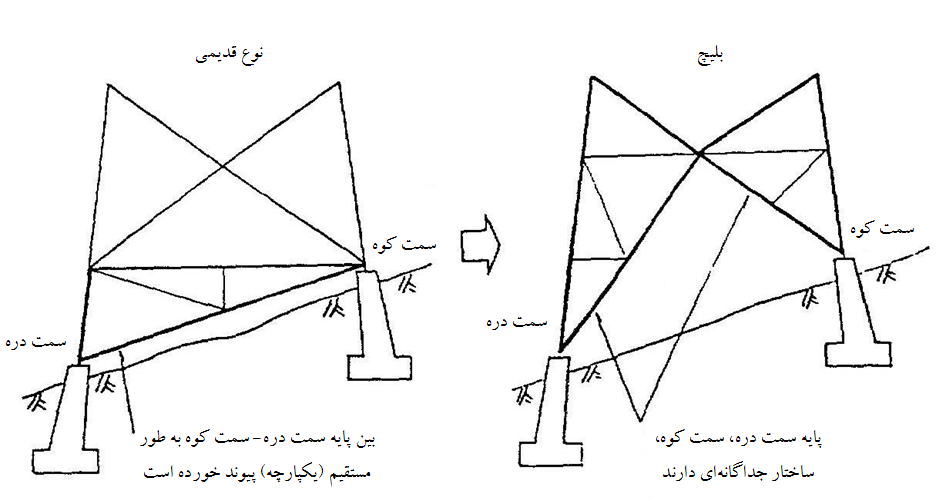 نوع قدیمی
بلیچ
سمت کوه
سمت دره
بین پایه سمت دره-سمت کوه به طور
مستقیم (یکپارچه) پیوند خورده است
سمت کوه
سمت دره
پایه سمت دره، سمت کوه،
ساختار جداگانه‌ای دارند